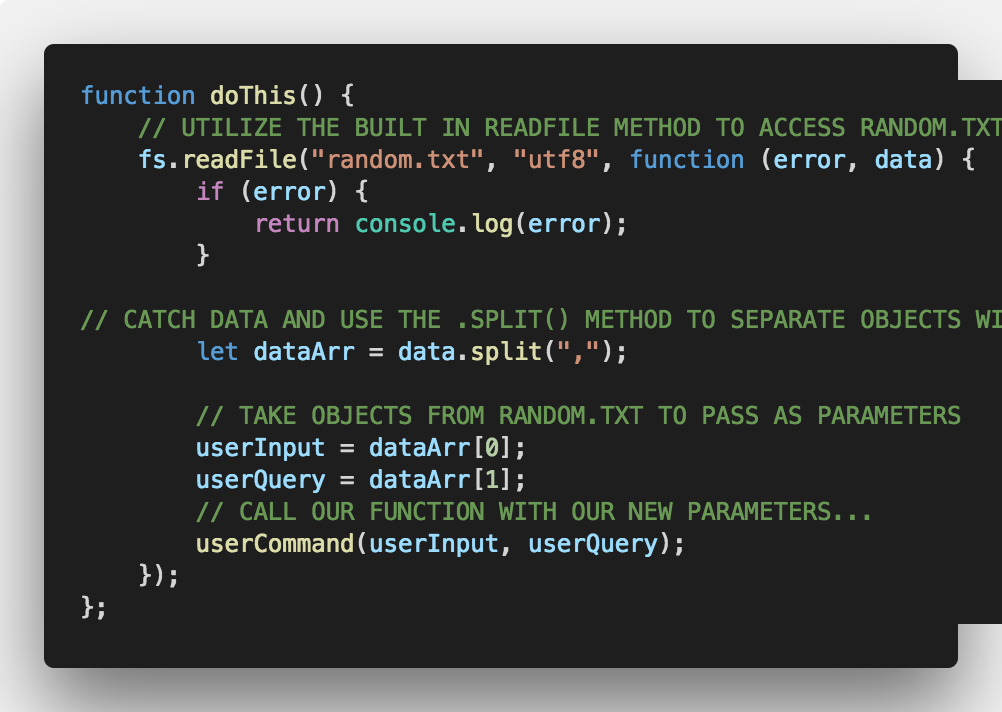 function doThis() {
    // UTILIZE THE BUILT IN READFILE METHOD TO ACCESS RANDOM.TXT
    fs.readFile("random.txt", "utf8", function (error, data) {
        if (error) {
            return console.log(error);
        }

// CATCH DATA AND USE THE .SPLIT() METHOD TO SEPARATE OBJECTS WI
        let dataArr = data.split(",");

        // TAKE OBJECTS FROM RANDOM.TXT TO PASS AS PARAMETERS
        userInput = dataArr[0];
        userQuery = dataArr[1];
        // CALL OUR FUNCTION WITH OUR NEW PARAMETERS...
        userCommand(userInput, userQuery);
    });
};